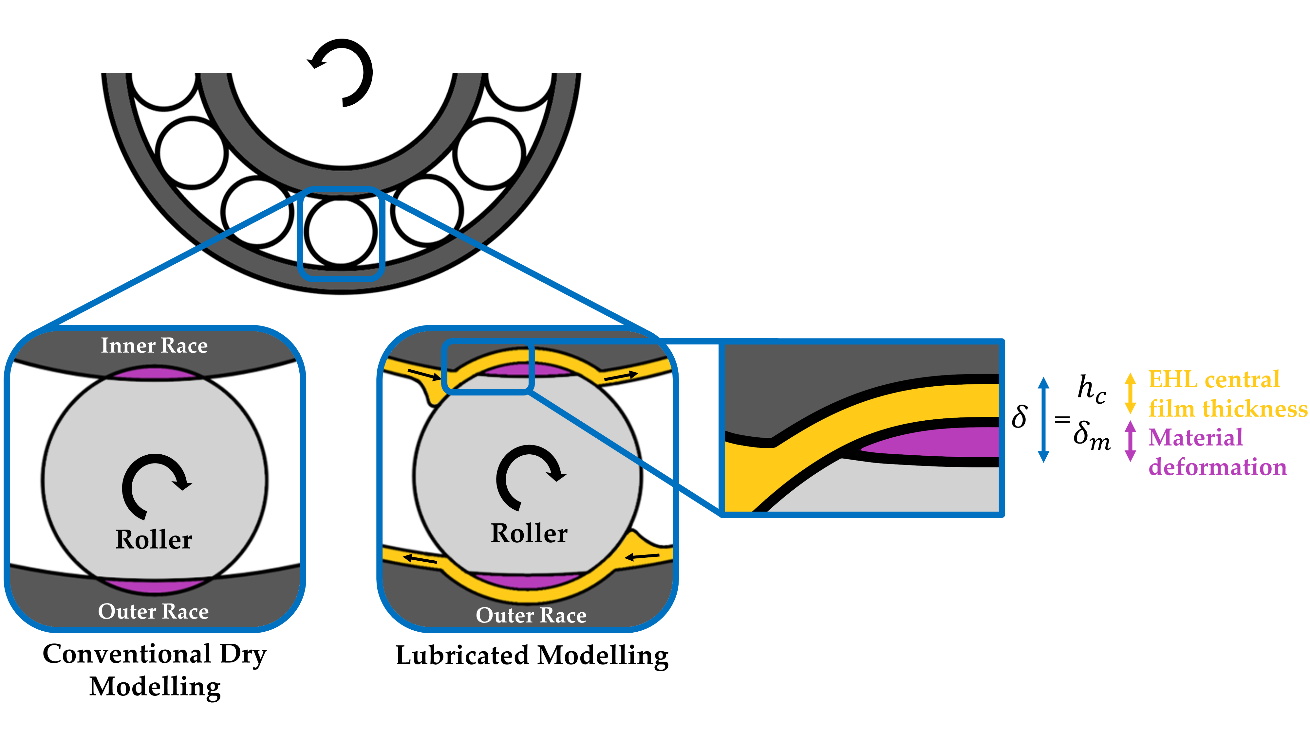 Inner Race
Roller
Outer Race
Conventional Dry
Modelling
Roller
Outer Race
Lubricated Modelling
δ
=
h_c
δ_m
EHL central
film thickness
Material
deformation